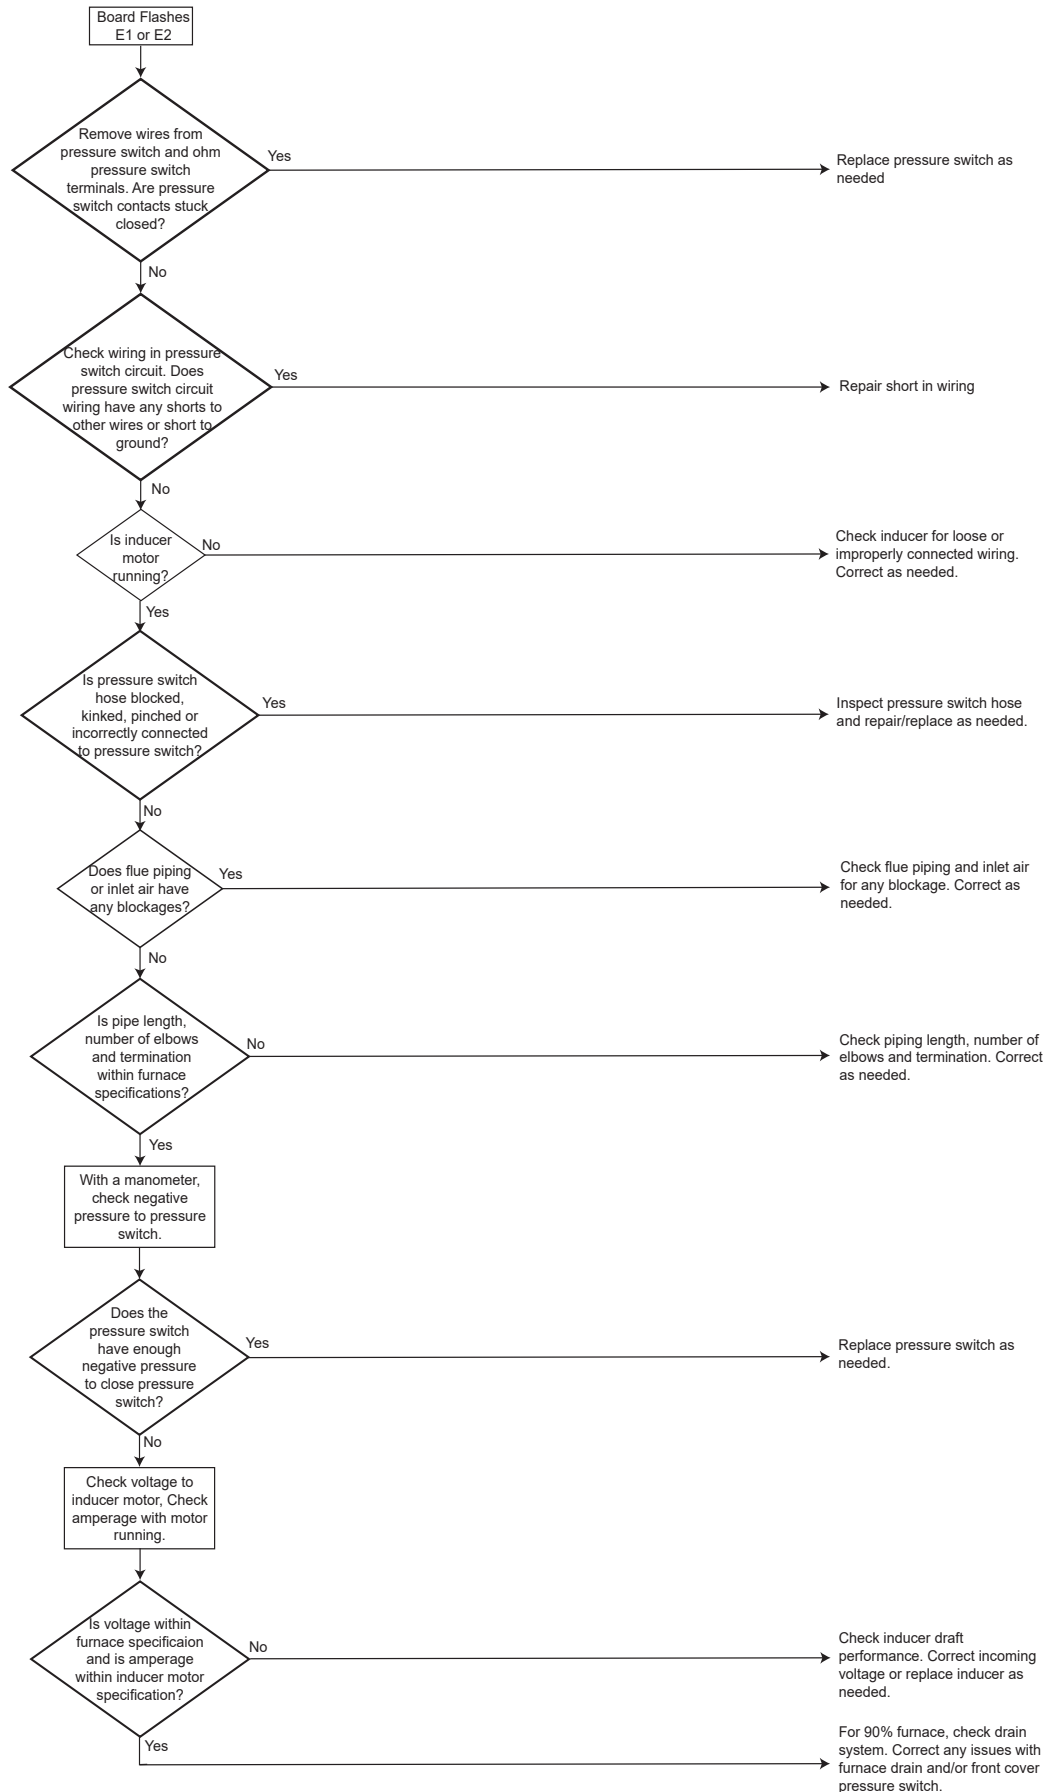 Board Flashes
E1 or E2
Remove wires from
pressure switch and ohm
pressure switch
terminals. Are pressure
switch contacts stuck
closed?
Yes
Replace pressure switch as
needed
No
Check wiring in pressure
switch circuit. Does
pressure switch circuit
wiring have any shorts to
other wires or short to
ground?
Yes
Repair short in wiring
No
Is inducer
motor
running?
No
Check inducer for loose or
improperly connected wiring.
Correct as needed.
Yes
Is pressure switch
hose blocked,
kinked, pinched or
incorrectly connected
to pressure switch?
Yes
Inspect pressure switch hose
and repair/replace as needed.
No
Does flue piping
or inlet air have
any blockages?
Yes
Check flue piping and inlet air
for any blockage. Correct as
needed.
No
Is pipe length,
number of elbows
and termination
within furnace
specifications?
No
Check piping length, number of
elbows and termination. Correct
as needed.
Yes
With a manometer,
check negative
pressure to pressure
switch.
Does the
pressure switch
have enough
negative pressure
to close pressure
switch?
Yes
Replace pressure switch as
needed.
No
Check voltage to
inducer motor, Check
amperage with motor
running.
Is voltage within
furnace specificaion
and is amperage
within inducer motor
specification?
No
Check inducer draft
performance. Correct incoming
voltage or replace inducer as
needed.
Yes
For 90% furnace, check drain
system. Correct any issues with
furnace drain and/or front cover
pressure switch.